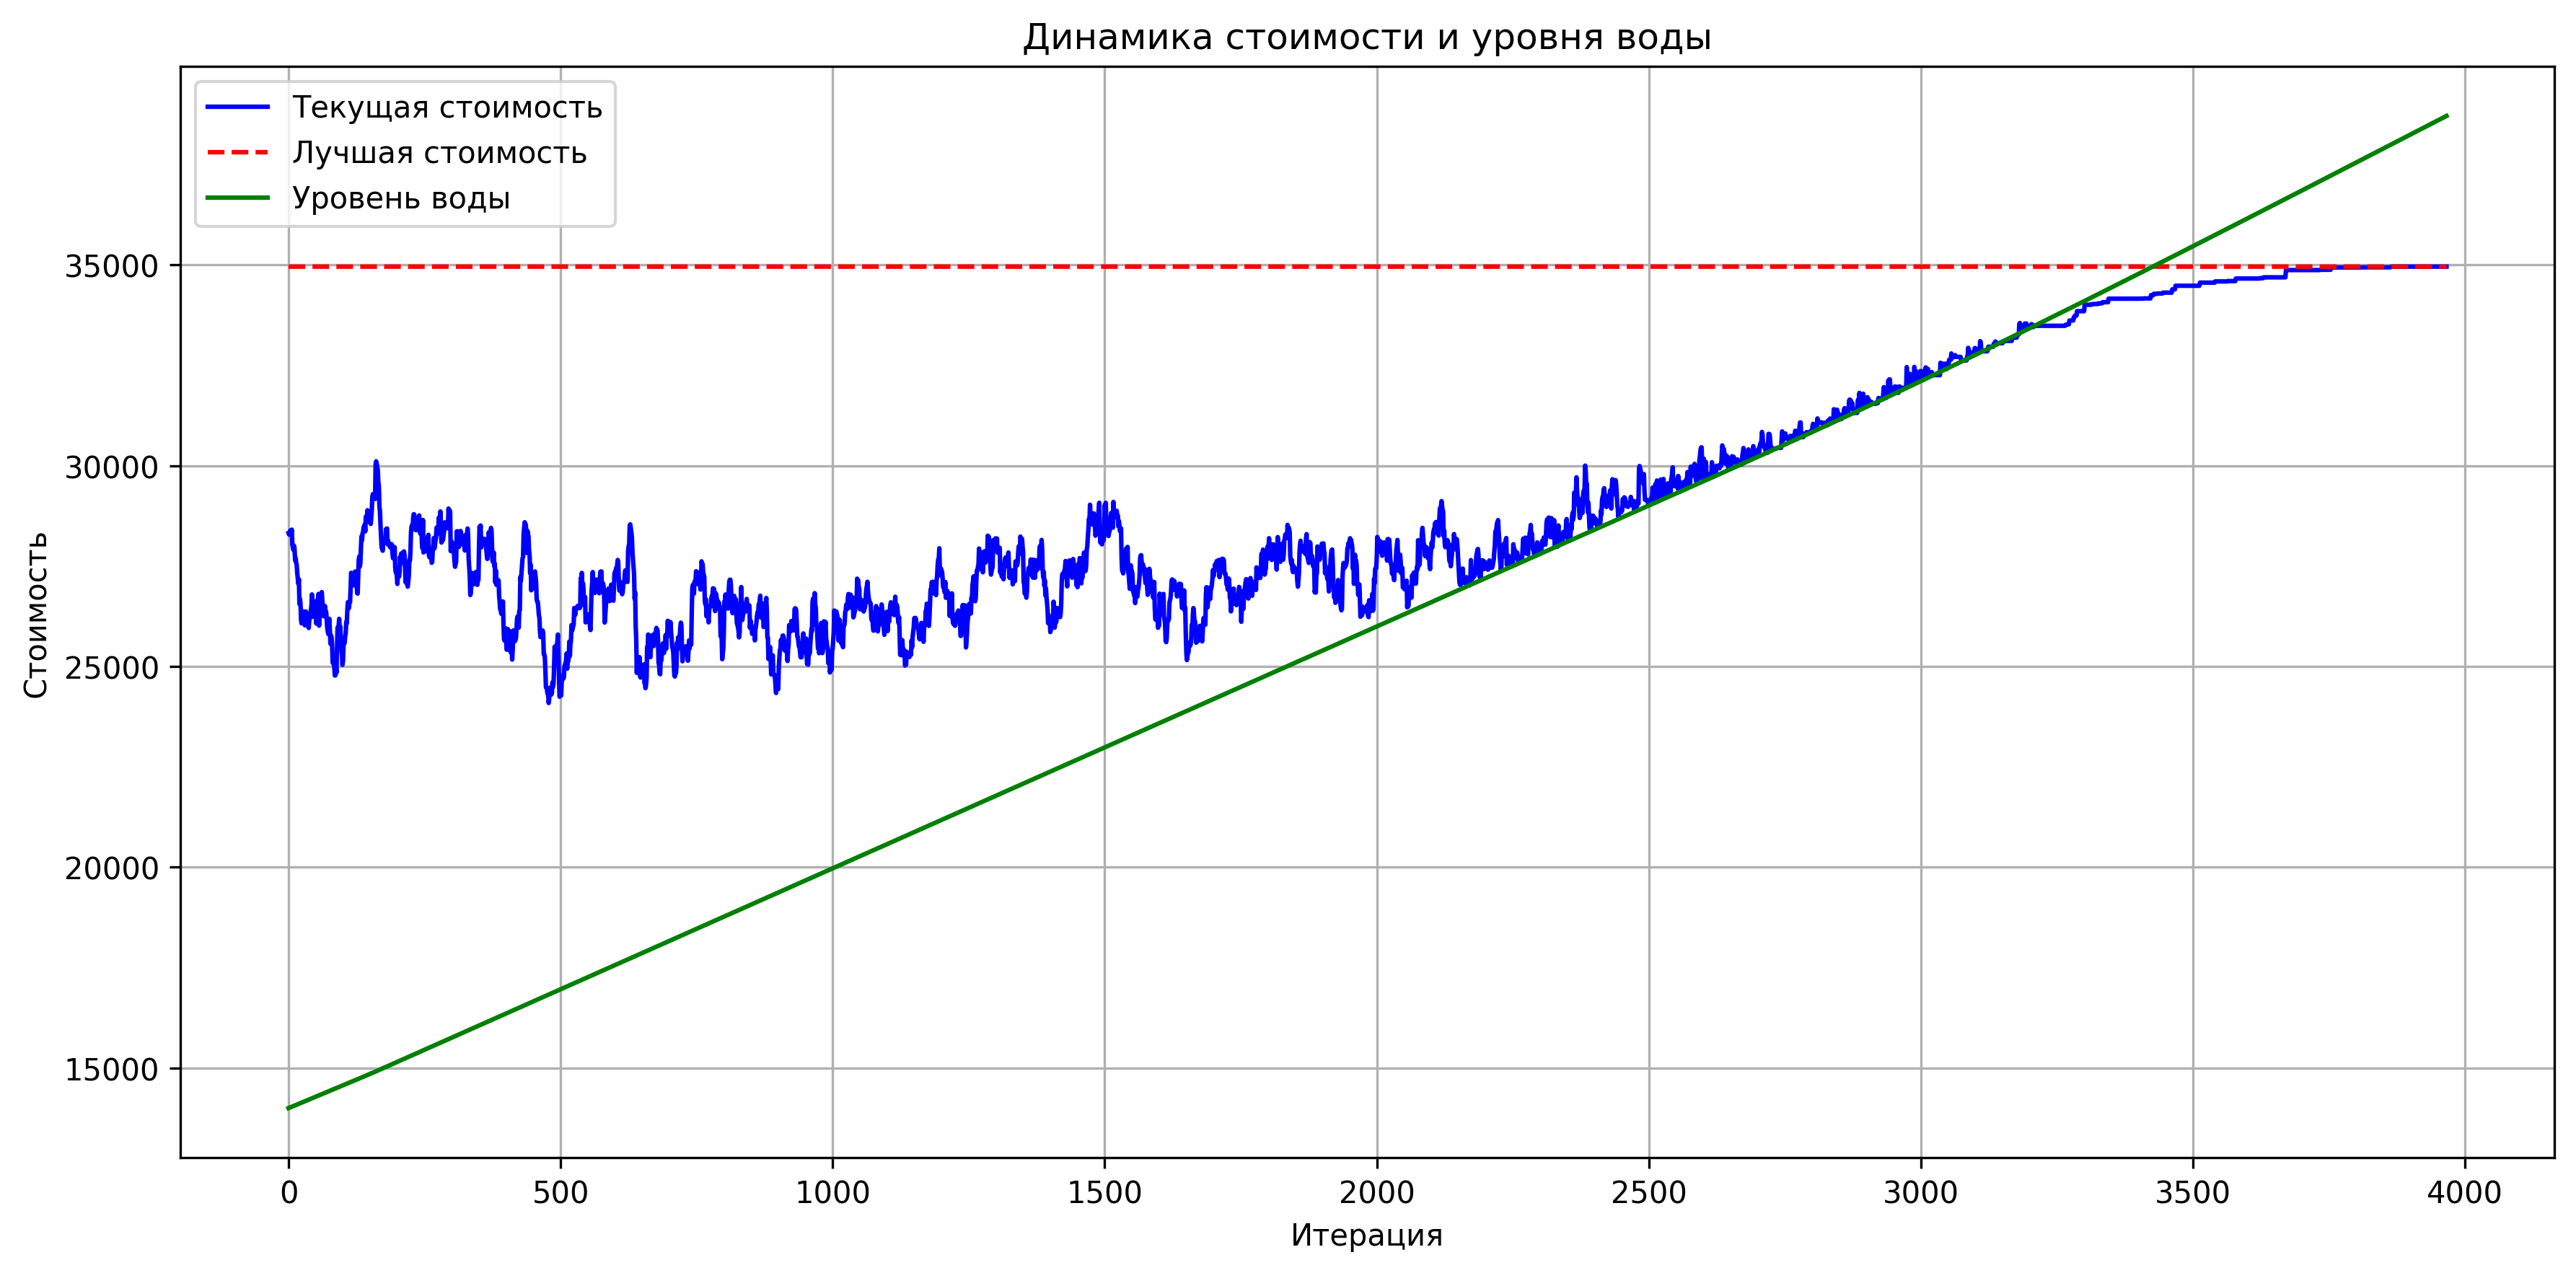 Динамика стоимости и уровня воды
Текущая стоимость
Лучшая стоимость
Уровень воды
Стоимость
35000
30000
25000
20000
15000
0 500 1000 1500 2000 2500 3000 3500 4000
Итерация